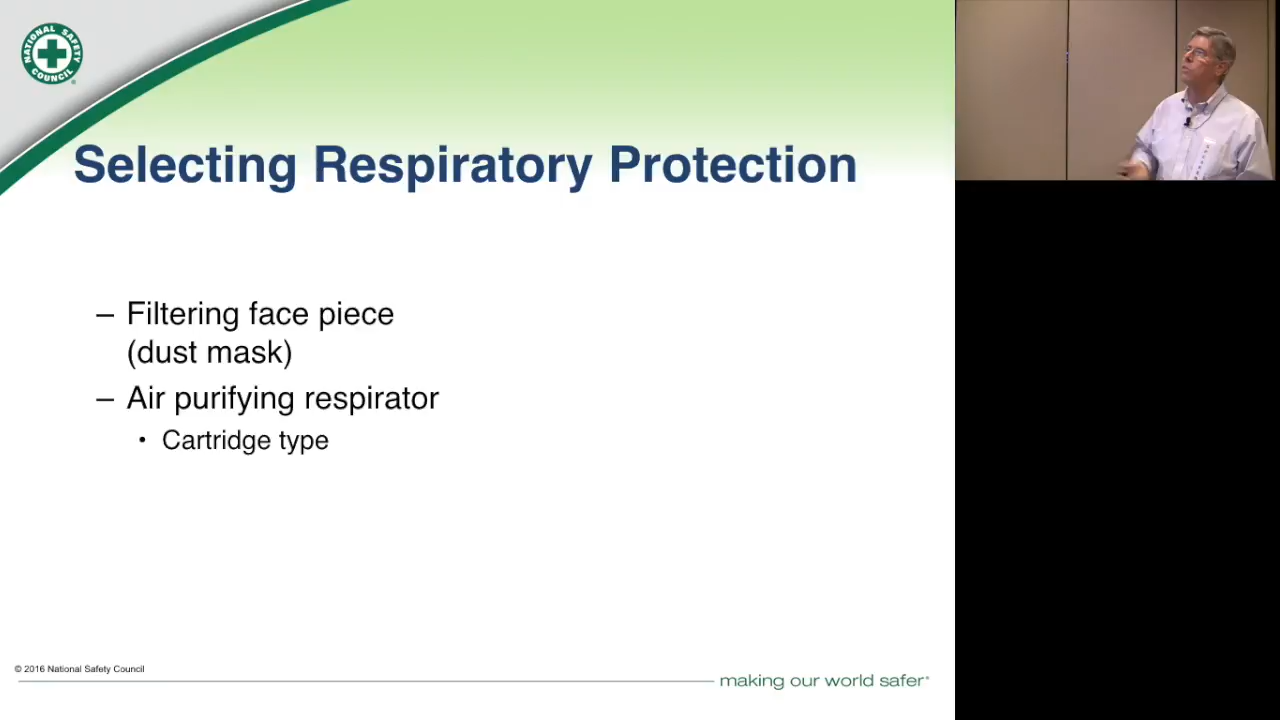 NATIONAL SAFETY
COUNCIL
Selecting Respiratory Protection
– Filtering face piece
(dust mask)
– Air purifying respirator
• Cartridge type
© 2016 National Safety Council
making our world safer®